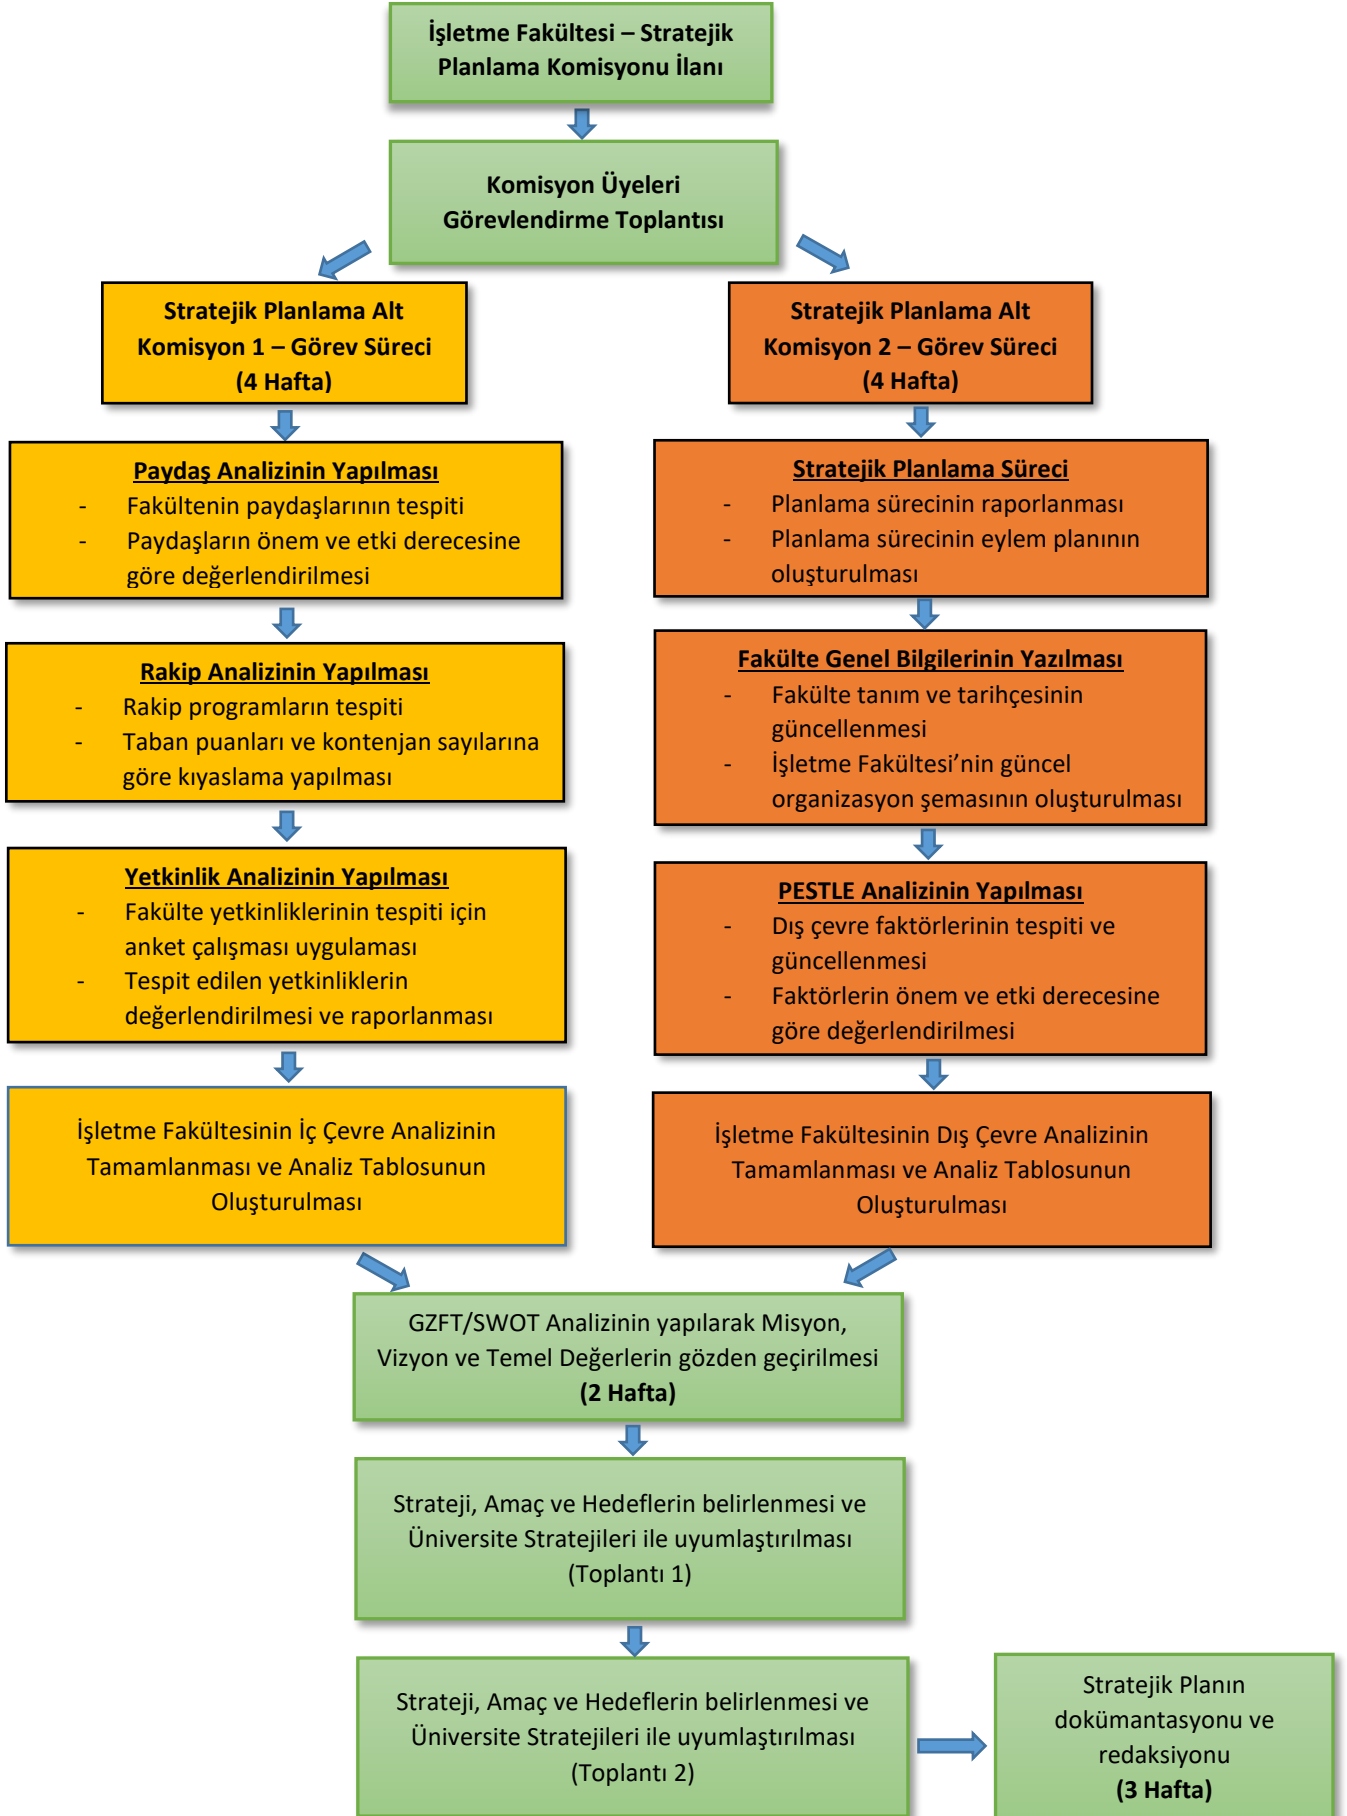 İşletme Fakültesi – Stratejik
Planlama Komisyonu İlanı
Komisyon Üyeleri
Görevlendirme Toplantısı
Stratejik Planlama Alt
Komisyon 1 – Görev Süreci
(4 Hafta)
Paydaş Analizinin Yapılması
- Fakültenin paydaşlarının tespiti
- Paydaşların önem ve etki derecesine
göre değerlendirilmesi
Rakip Analizinin Yapılması
- Rakip programların tespiti
- Taban puanları ve kontenjan sayılarına
göre kıyaslama yapılması
Yetkinlik Analizinin Yapılması
- Fakülte yetkinliklerinin tespiti için
anket çalışması uygulaması
- Tespit edilen yetkinliklerin
değerlendirilmesi ve raporlanması
İşletme Fakültesinin İç Çevre Analizinin
Tamamlanması ve Analiz Tablosunun
Oluşturulması
Stratejik Planlama Alt
Komisyon 2 – Görev Süreci
(4 Hafta)
Stratejik Planlama Süreci
- Planlama sürecinin raporlanması
- Planlama sürecinin eylem planının
oluşturulması
Fakülte Genel Bilgilerinin Yazılması
- Fakülte tanım ve tarihçesinin
güncellenmesi
- İşletme Fakültesi’nin güncel
organizasyon şemasının oluşturulması
PESTLE Analizinin Yapılması
- Dış çevre faktörlerinin tespiti ve
güncellenmesi
- Faktörlerin önem ve etki derecesine
göre değerlendirilmesi
İşletme Fakültesinin Dış Çevre Analizinin
Tamamlanması ve Analiz Tablosunun
Oluşturulması
GZFT/SWOT Analizinin yapılarak Misyon,
Vizyon ve Temel Değerlerin gözden geçirilmesi
(2 Hafta)
Strateji, Amaç ve Hedeflerin belirlenmesi ve
Üniversite Stratejileri ile uyumlaştırılması
(Toplantı 1)
Strateji, Amaç ve Hedeflerin belirlenmesi ve
Üniversite Stratejileri ile uyumlaştırılması
(Toplantı 2)
Stratejik Planın
dokümantasyonu ve
redaksiyonu
(3 Hafta)